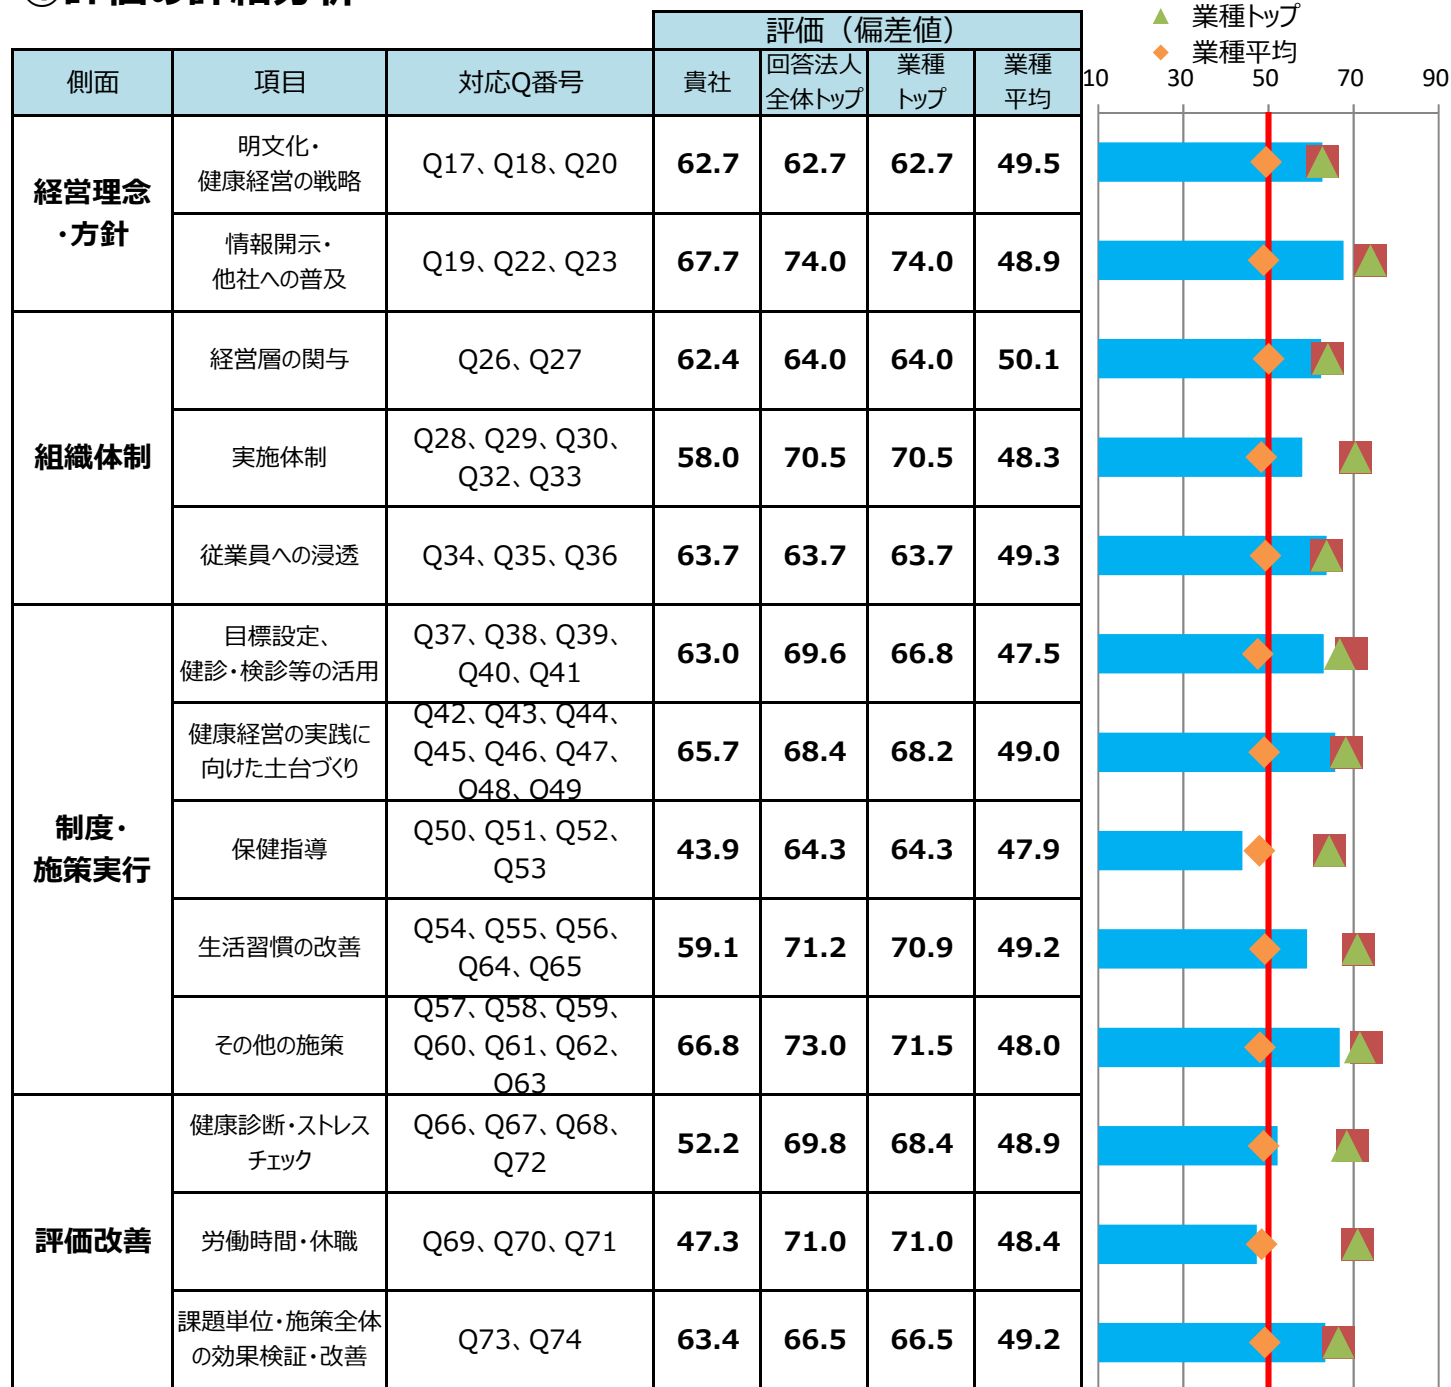 評価の詳細分析
評価（偏差値）
▲ 業種トップ
◆ 業種平均
側面 項目 対応Q番号 貴社 回答法人全体トップ 業種トップ 業種平均
10 30 50 70 90
経営理念・方針
明文化・健康経営の戦略 Q17、Q18、Q20 62.7 62.7 62.7 49.5
情報開示・他社への普及 Q19、Q22、Q23 67.7 74.0 74.0 48.9
組織体制
経営層の関与 Q26、Q27 62.4 64.0 64.0 50.1
実施体制 Q28、Q29、Q30、Q32、Q33 58.0 70.5 70.5 48.3
従業員への浸透 Q34、Q35、Q36 63.7 63.7 63.7 49.3
制度・施策実行
目標設定、健診・検診等の活用 Q37、Q38、Q39、Q40、Q41 63.0 69.6 66.8 47.5
健康経営の実践に向けた土台づくり Q42、Q43、Q44、Q45、Q46、Q47、Q48、Q49 65.7 68.4 68.2 49.0
保健指導 Q50、Q51、Q52、Q53 43.9 64.3 64.3 47.9
生活習慣の改善 Q54、Q55、Q56、Q64、Q65 59.1 71.2 70.9 49.2
その他の施策 Q57、Q58、Q59、Q60、Q61、Q62、Q63 66.8 73.0 71.5 48.0
評価改善
健康診断・ストレスチェック Q66、Q67、Q68、Q72 52.2 69.8 68.4 48.9
労働時間・休職 Q69、Q70、Q71 47.3 71.0 71.0 48.4
課題単位・施策全体の効果検証・改善 Q73、Q74 63.4 66.5 66.5 49.2